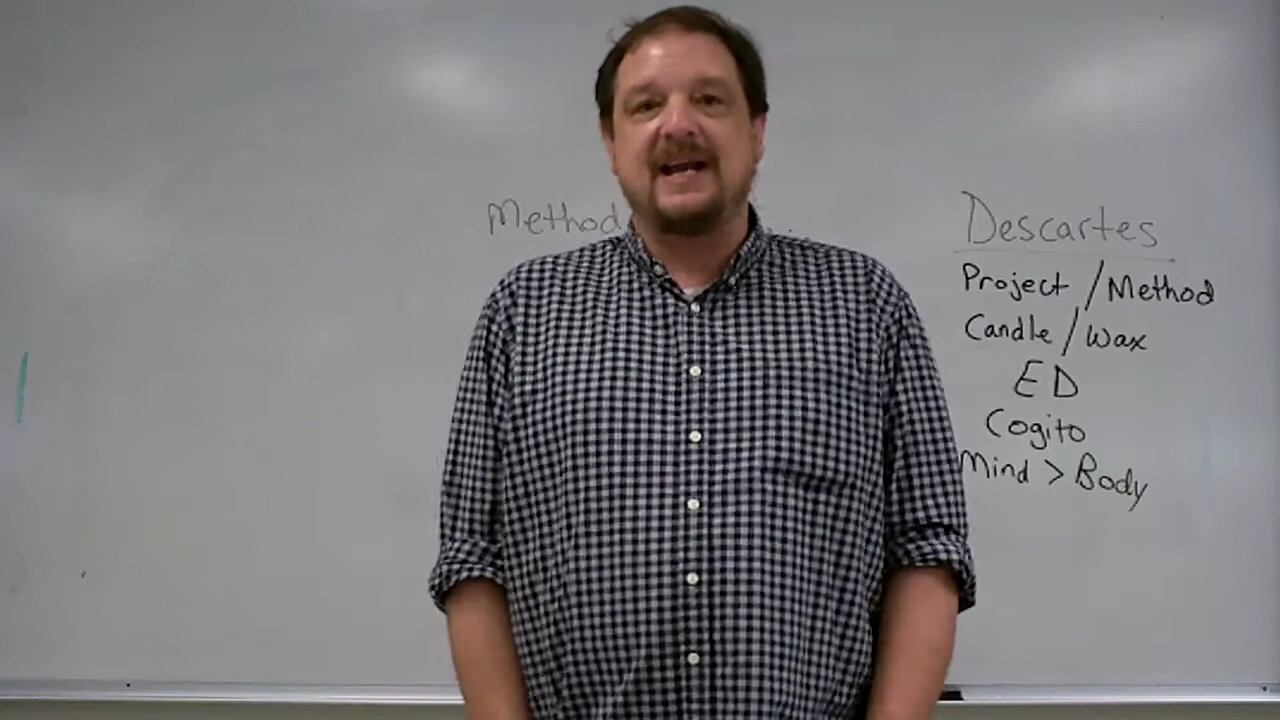 Method
Descartes
Project / Method
Candle / Wax
ED
Cogito
Mind > Body